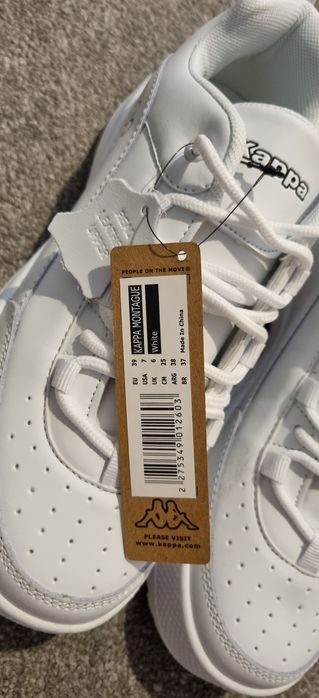 Kappa
PEOPLE ON THE MOVE®
KAPPA MONTAGUE
White
39 7 6 25 38 37
EU USA UK CM ARG BR
Made In China
2 275349 012603
PLEASE VISIT
www.kappa.com